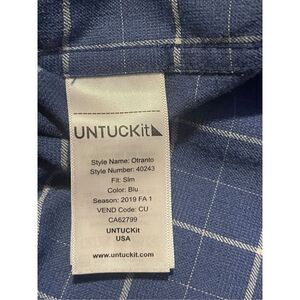 UNTUCKit
Style Name: Otranto
Style Number: 40243
Fit: Slm
Color: Blu
Season: 2019 FA 1
VEND Code: CU
CA62799
UNTUCKit
USA
www.untuckit.com